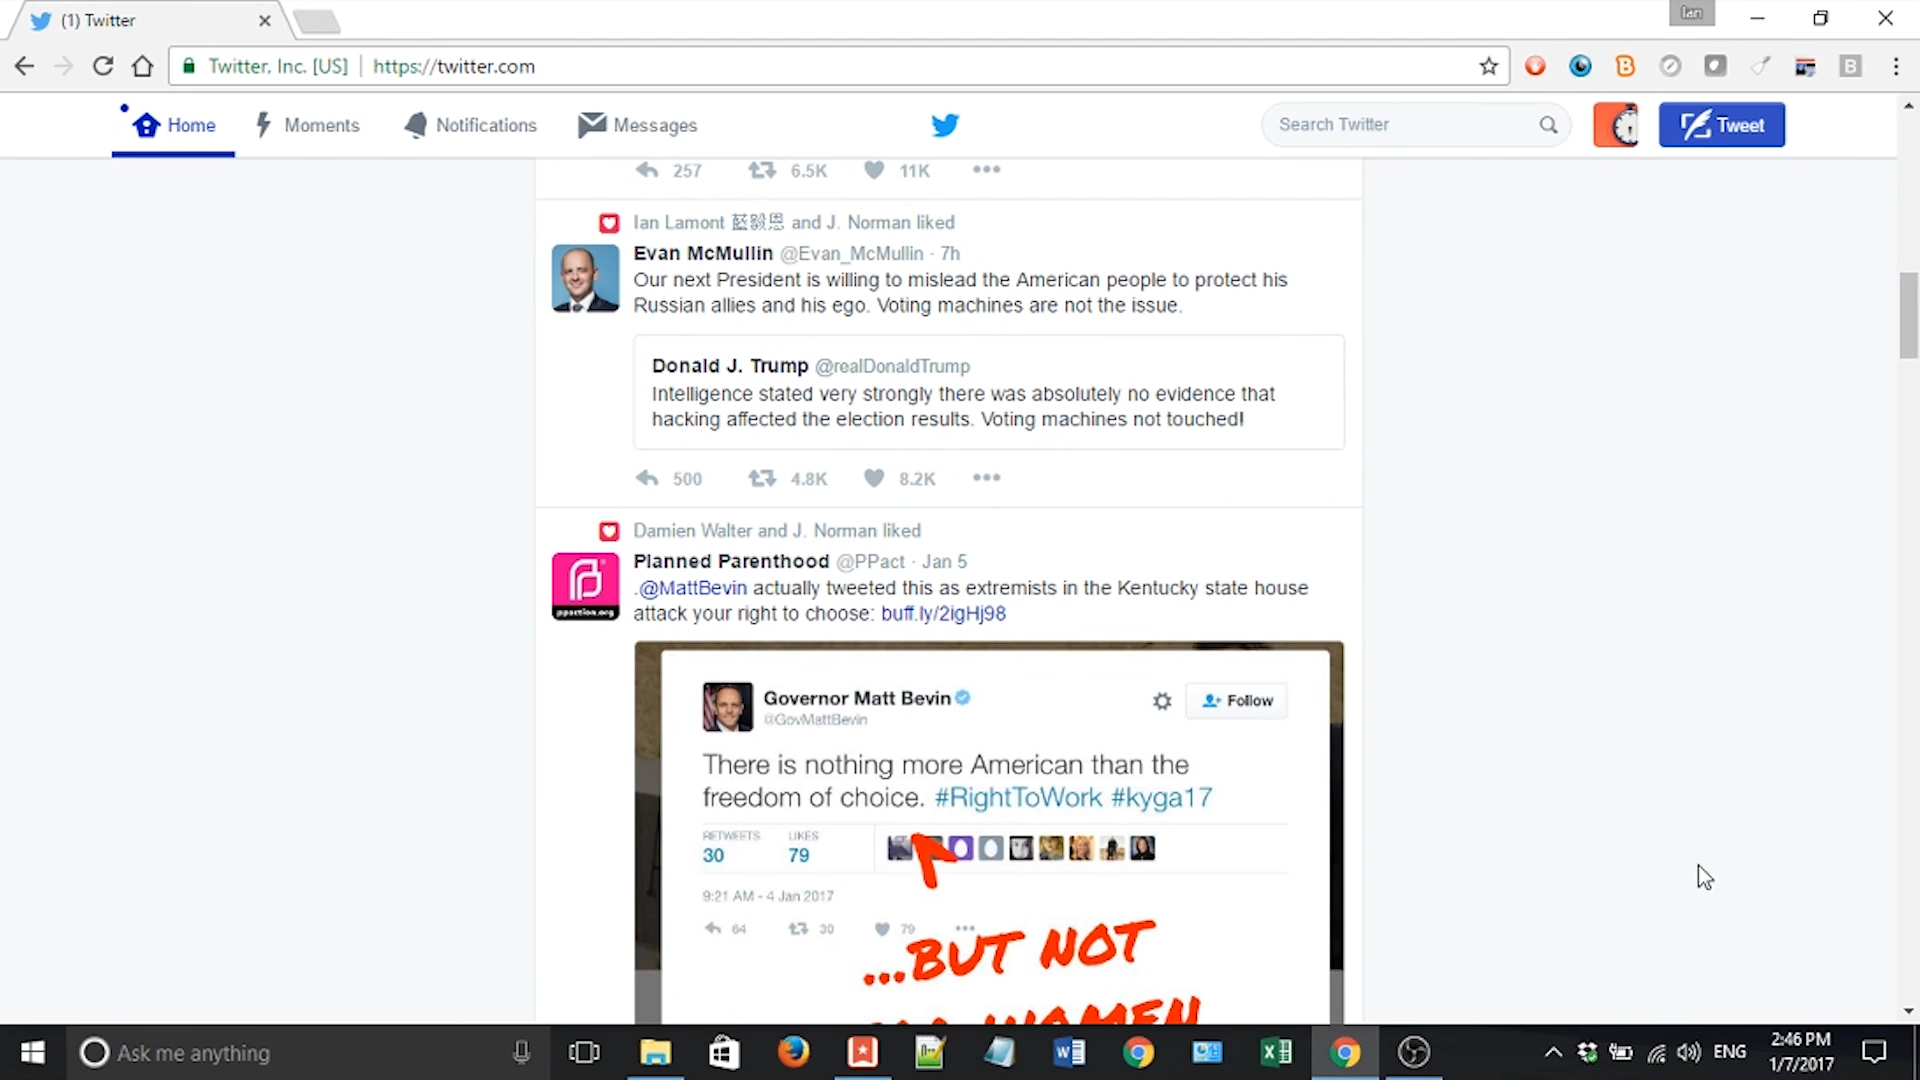 (1) Twitter
Ian
Twitter, Inc. [US] https://twitter.com
Home Moments Notifications Messages Search Twitter Tweet
257 6.5K 11K
Ian Lamont 藍毅恩 and J. Norman liked
Evan McMullin @Evan_McMullin · 7h
Our next President is willing to mislead the American people to protect his
Russian allies and his ego. Voting machines are not the issue.
Donald J. Trump @realDonaldTrump
Intelligence stated very strongly there was absolutely no evidence that
hacking affected the election results. Voting machines not touched!
500 4.8K 8.2K
Damien Walter and J. Norman liked
Planned Parenthood @PPact · Jan 5
ppaction.org
.@MattBevin actually tweeted this as extremists in the Kentucky state house
attack your right to choose: buff.ly/2igHj98
Governor Matt Bevin
@GovMattBevin
Follow
There is nothing more American than the
freedom of choice. #RightToWork #kyga17
RETWEETS LIKES
30 79
9:21 AM - 4 Jan 2017
64 30 79
...BUT NOT
WOMEN
Ask me anything
ENG
2:46 PM
1/7/2017